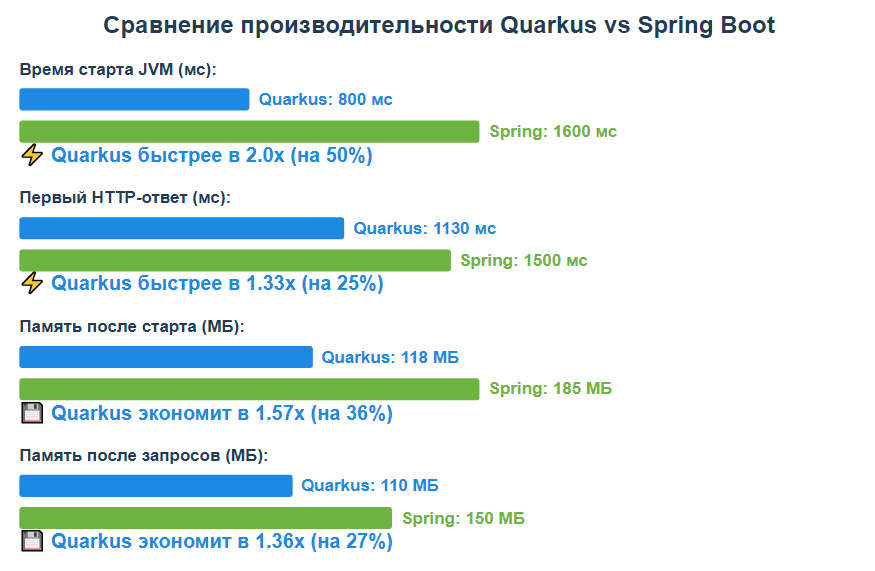 Сравнение производительности Quarkus vs Spring Boot
Время старта JVM (мс):
Quarkus: 800 мс
Spring: 1600 мс
⚡ Quarkus быстрее в 2.0x (на 50%)
Первый HTTP-ответ (мс):
Quarkus: 1130 мс
Spring: 1500 мс
⚡ Quarkus быстрее в 1.33x (на 25%)
Память после старта (МБ):
Quarkus: 118 МБ
Spring: 185 МБ
💾 Quarkus экономит в 1.57x (на 36%)
Память после запросов (МБ):
Quarkus: 110 МБ
Spring: 150 МБ
💾 Quarkus экономит в 1.36x (на 27%)